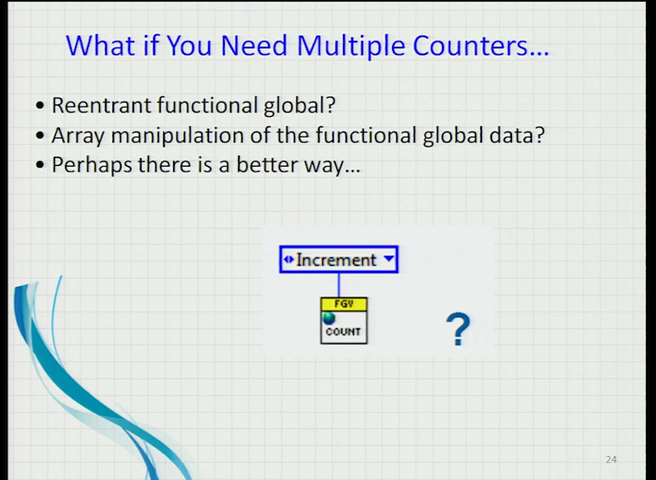 What if You Need Multiple Counters...
• Reentrant functional global?
• Array manipulation of the functional global data?
• Perhaps there is a better way...
Increment
FGV
COUNT
?
24